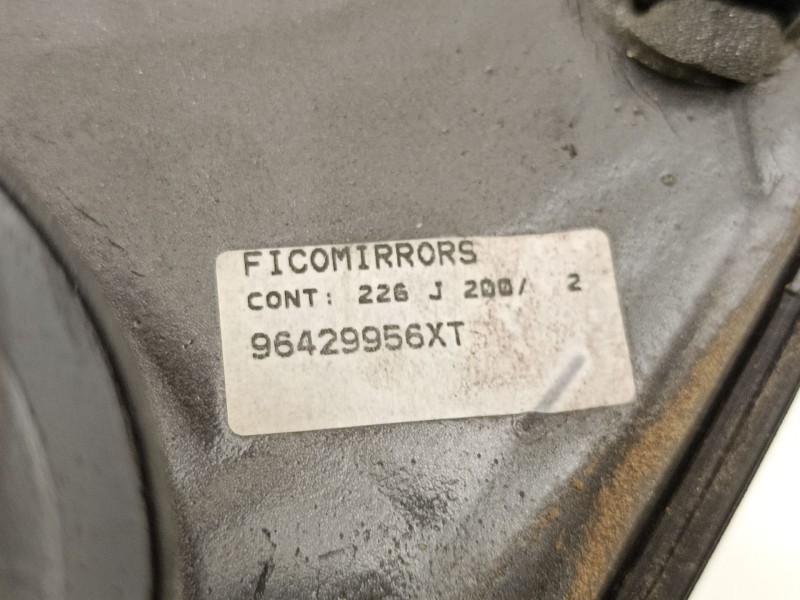 FICOMIRRORS
CONT: 226 J 200/ 2
96429956XT